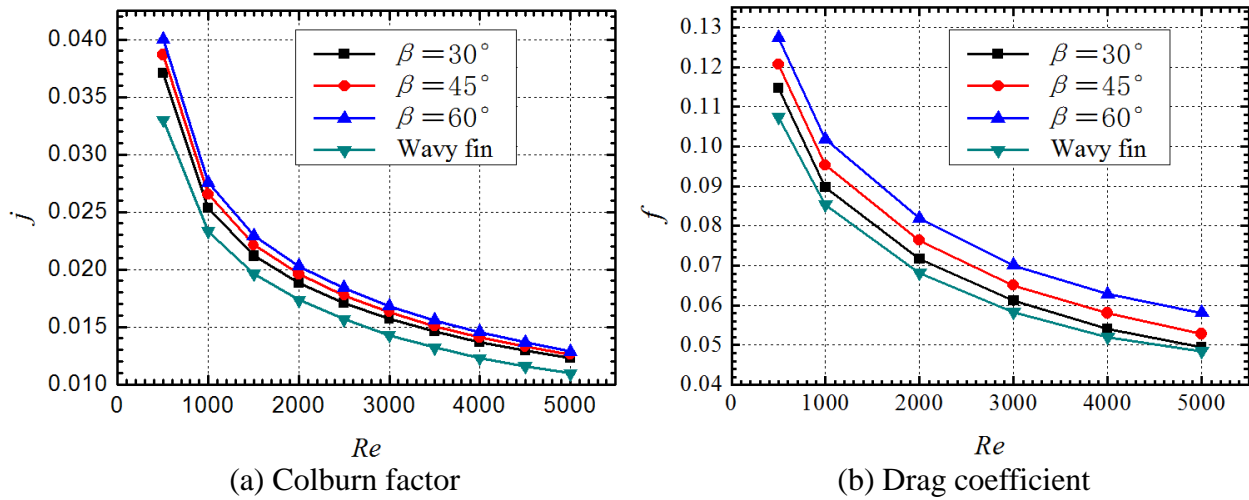 0.040
0.035
0.030
0.025
0.020
0.015
0.010
j
0 1000 2000 3000 4000 5000
Re
β=30°
β=45°
β=60°
Wavy fin
(a) Colburn factor
0.13
0.12
0.11
0.10
0.09
0.08
0.07
0.06
0.05
0.04
f
0 1000 2000 3000 4000 5000
Re
β=30°
β=45°
β=60°
Wavy fin
(b) Drag coefficient